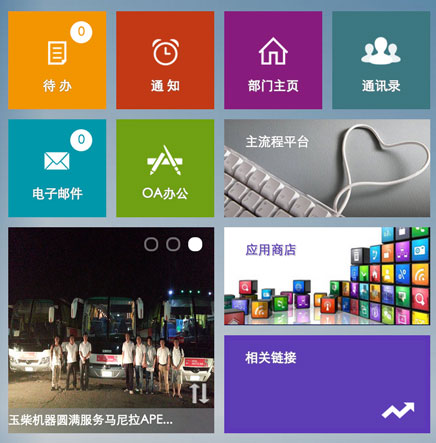 0
待 办
通 知
部门主页
通讯录
0
电子邮件
OA办公
主流程平台
应用商店
玉柴机器圆满服务马尼拉APE...
相关链接